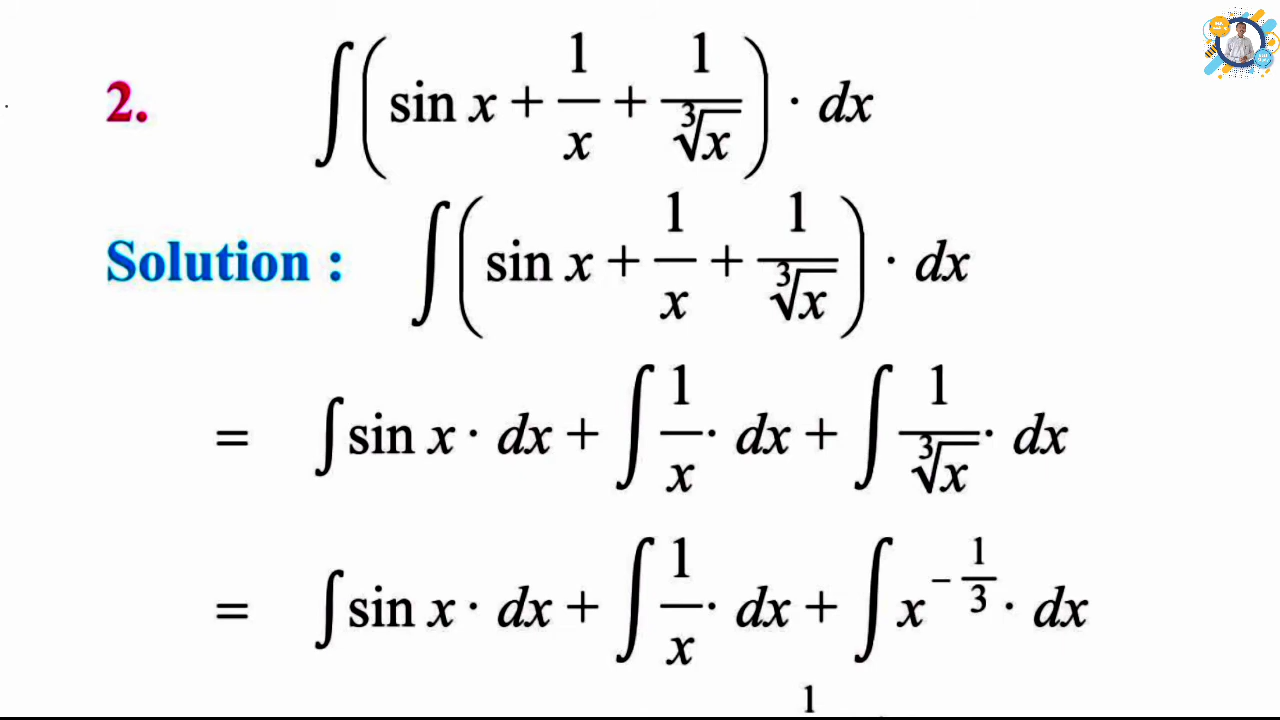 2. ∫(sin x + 1/x + 1/∛x) · dx
Solution : ∫(sin x + 1/x + 1/∛x) · dx
= ∫sin x · dx + ∫1/x · dx + ∫1/∛x · dx
= ∫sin x · dx + ∫1/x · dx + ∫x^(-1/3) · dx
1